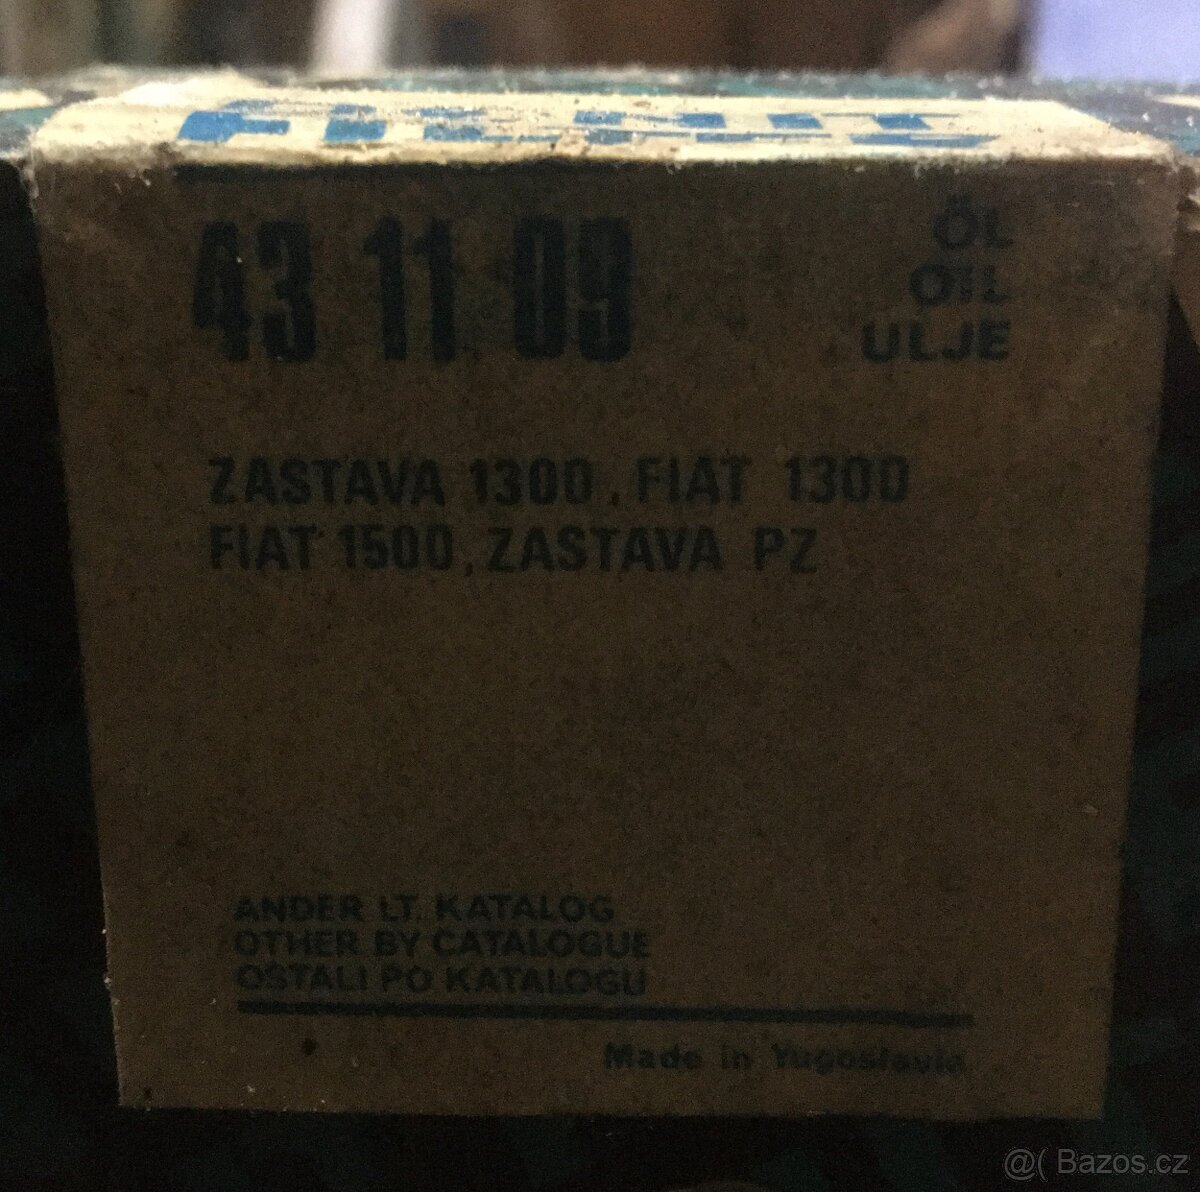 43 11 09
ÖL
OIL
ULJE
ZASTAVA 1300, FIAT 1300
FIAT 1500, ZASTAVA PZ
ANDER LT. KATALOG
OTHER BY CATALOGUE
OSTALI PO KATALOGU
Made in Yugoslavia
@( Bazos.cz